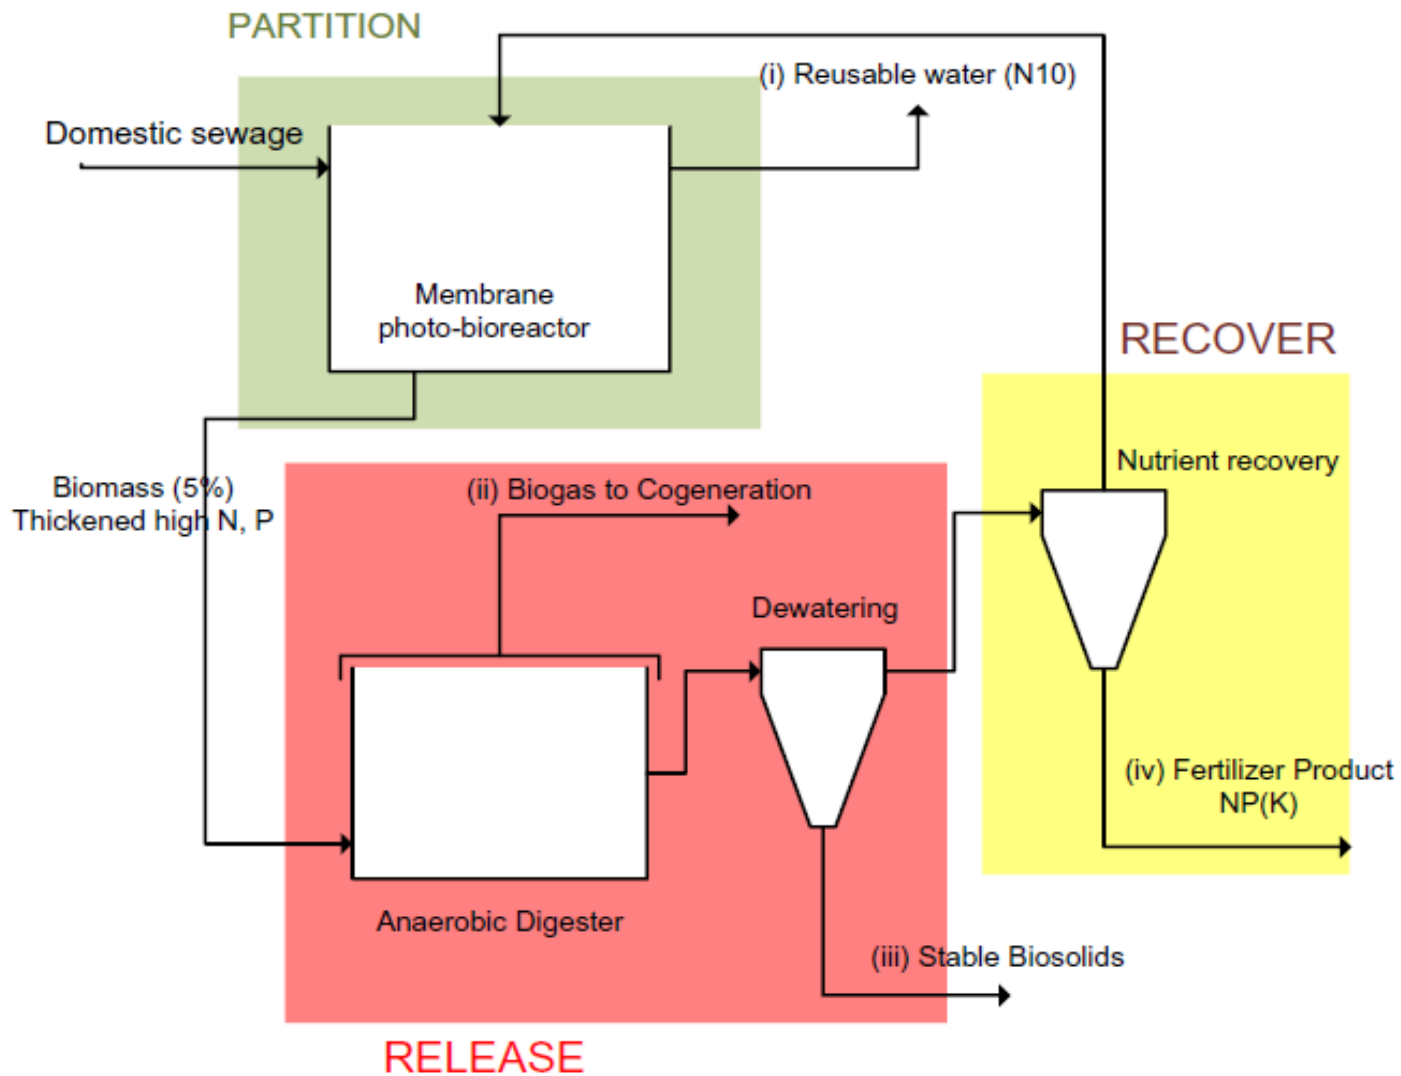 PARTITION
(i) Reusable water (N10)
Domestic sewage
Membrane
photo-bioreactor
RECOVER
Nutrient recovery
Biomass (5%)
Thickened high N, P
(ii) Biogas to Cogeneration
Dewatering
(iv) Fertilizer Product
NP(K)
Anaerobic Digester
(iii) Stable Biosolids
RELEASE